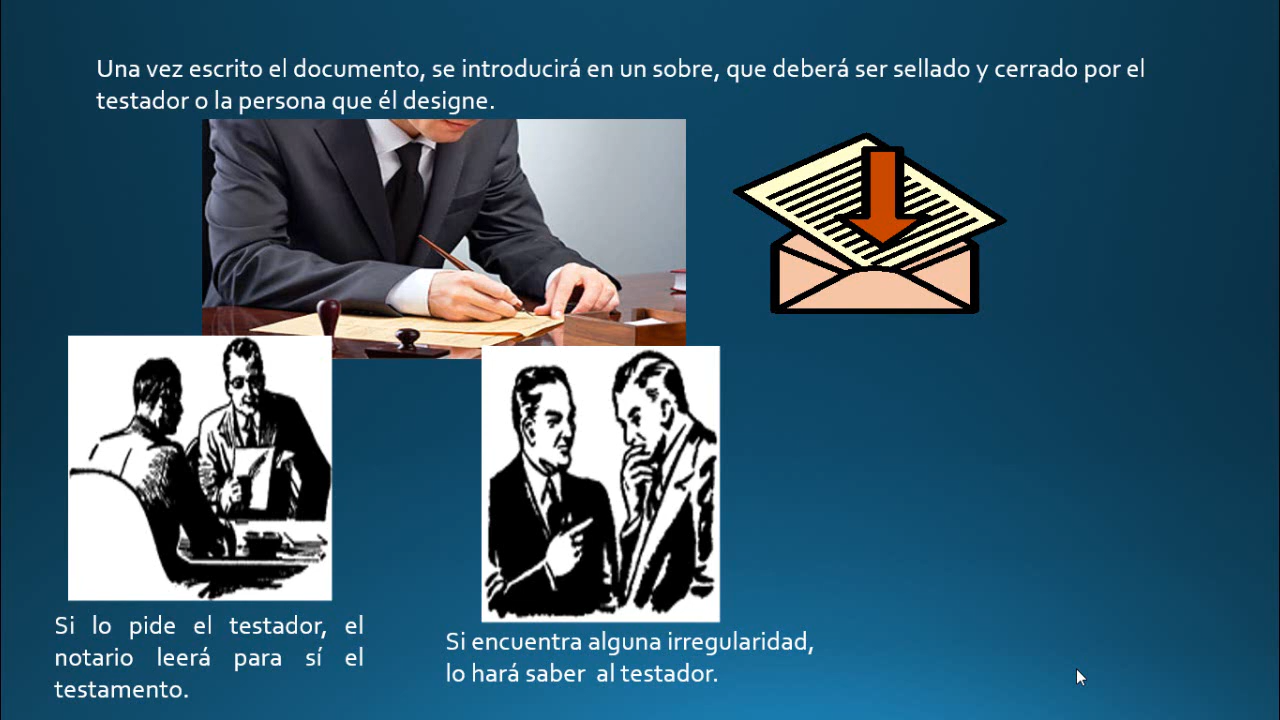 Una vez escrito el documento, se introducirá en un sobre, que deberá ser sellado y cerrado por el
testador o la persona que él designe.
Si lo pide el testador, el
notario leerá para sí el
testamento.
Si encuentra alguna irregularidad,
lo hará saber al testador.